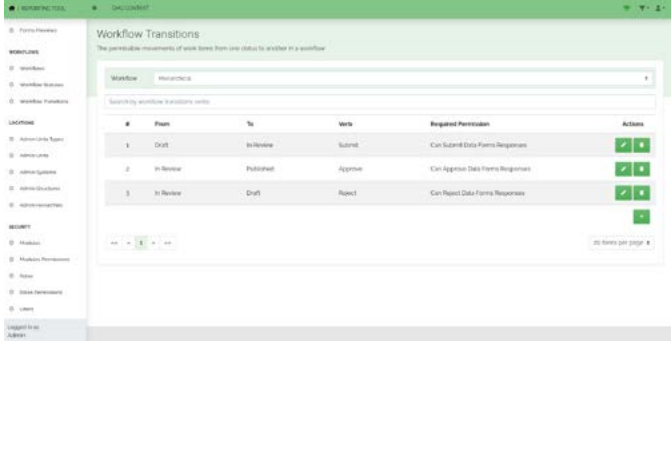 REPORTING TOOL
Forms Preview
WORKFLOWS
Workflows
Workflow Statuses
Workflow Transitions
LOCATIONS
Admin Units Types
Admin Units
Admin Systems
Admin Structures
Admin Hierarchies
SECURITY
Modules
Modules Permissions
Roles
Roles Permissions
Users
Logged in as:
Admin
Workflow Transitions
The permissible movements of work items from one status to another in a workflow
Workflow Hierarchical
Search by workflow transitions verbs
# From To Verb Required Permission Actions
1 Draft In Review Submit Can Submit Data Forms Responses
2 In Review Published Approve Can Approve Data Forms Responses
3 In Review Draft Reject Can Reject Data Forms Responses
<< < 1 > >>
20 items per page